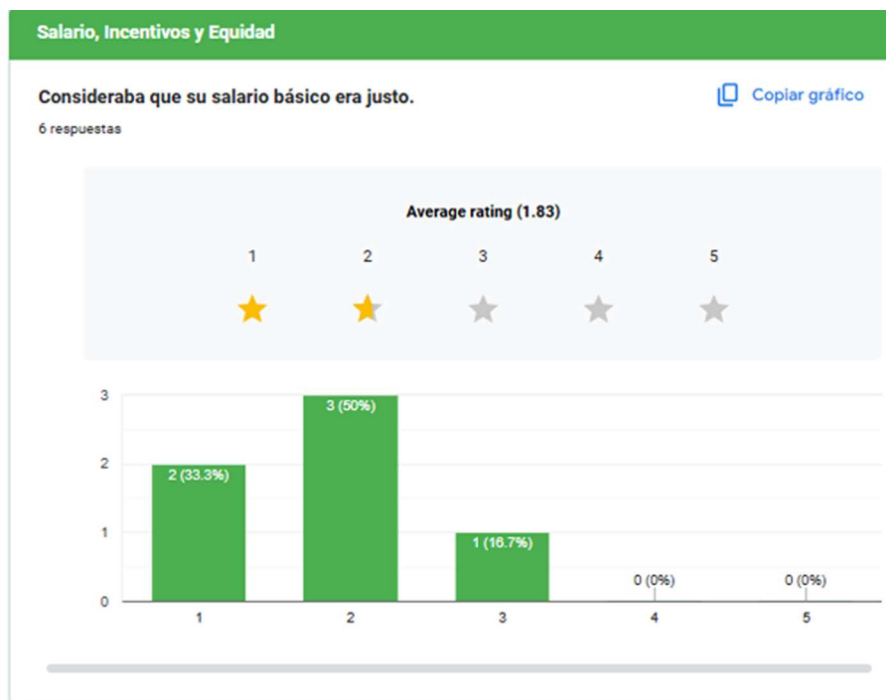 Salario, Incentivos y Equidad
Consideraba que su salario básico era justo.
Copiar gráfico
6 respuestas
Average rating (1.83)
1 2 3 4 5
3
3 (50%)
2
2 (33.3%)
1
1 (16.7%)
0 (0%) 0 (0%)
0
1 2 3 4 5